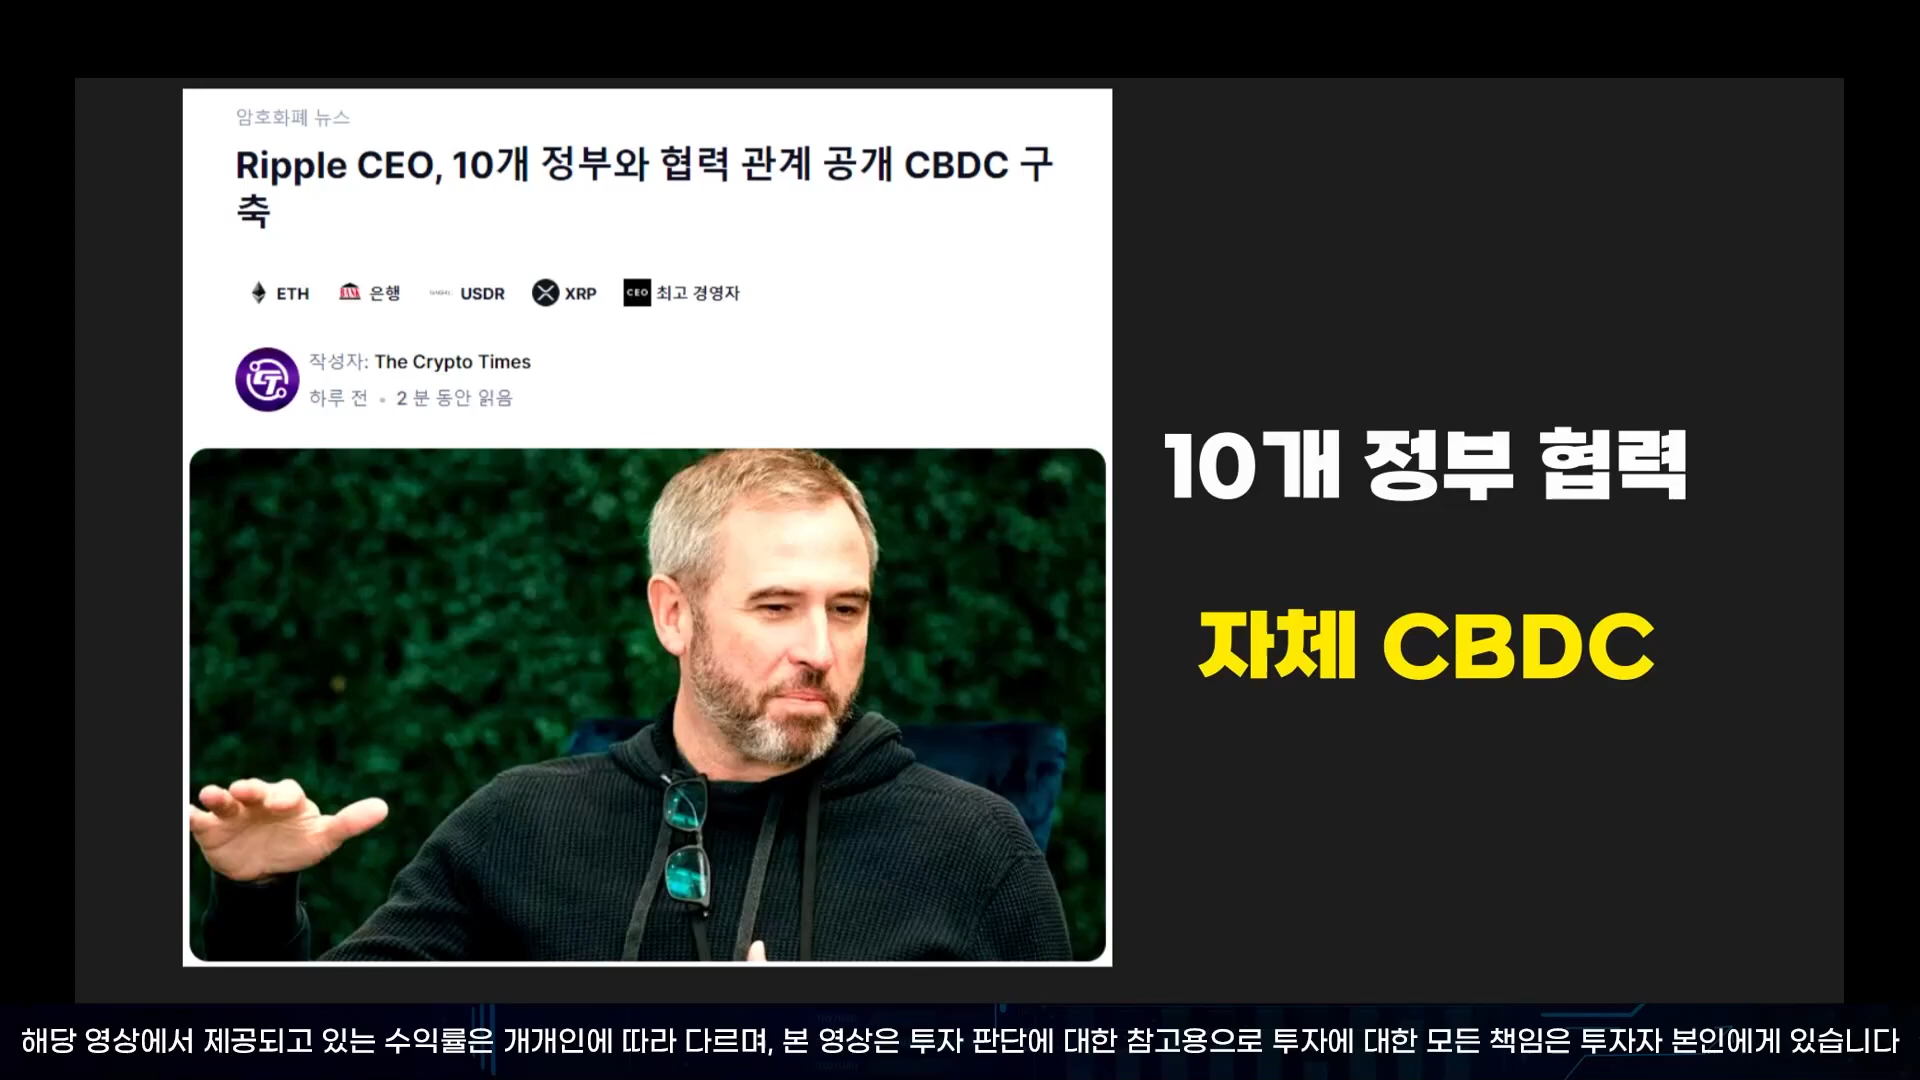 암호화폐 뉴스
Ripple CEO, 10개 정부와 협력 관계 공개 CBDC 구
축
ETH BANK 은행 USDR XRP CEO 최고 경영자
작성자: The Crypto Times
하루 전 • 2 분 동안 읽음
10개 정부 협력
자체 CBDC
해당 영상에서 제공되고 있는 수익률은 개개인에 따라 다르며, 본 영상은 투자 판단에 대한 참고용으로 투자에 대한 모든 책임은 투자자 본인에게 있습니다